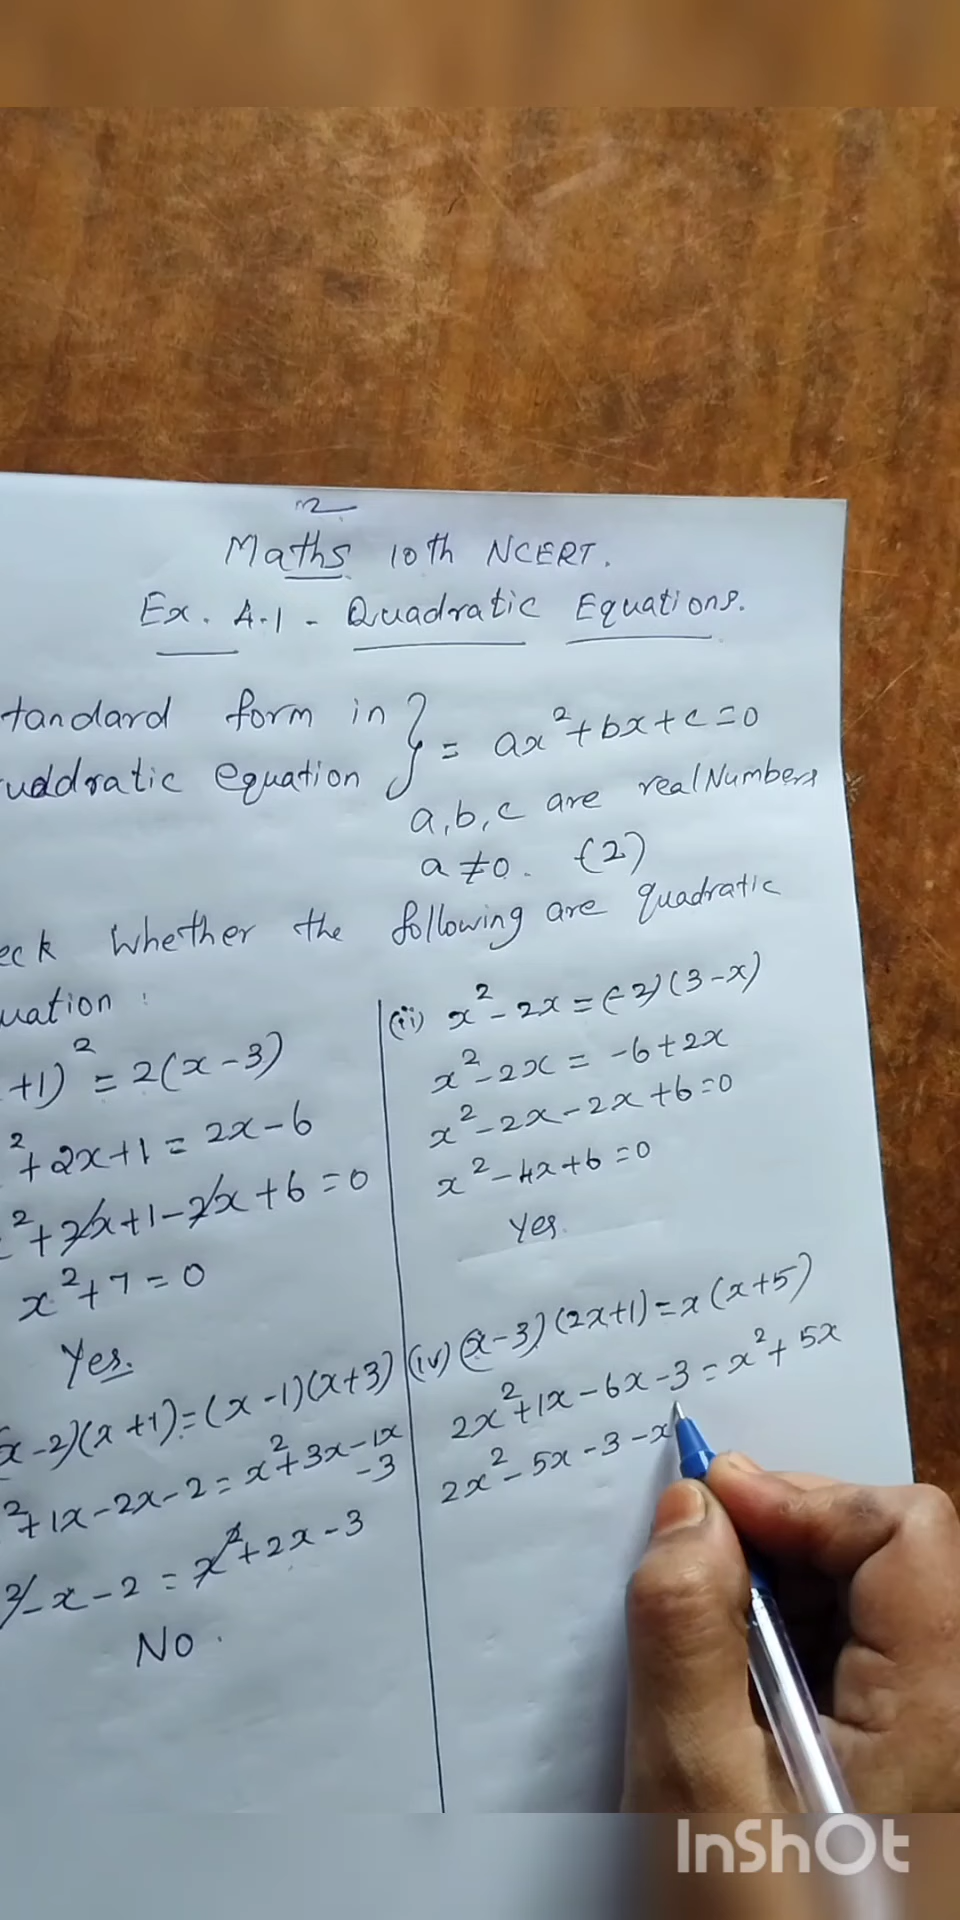 Maths 10th NCERT.
Ex. 4.1 - Quadratic Equations.
tandard form in } = ax²+bx+c=0
uadratic equation
a, b, c are real Numbers
a ≠ 0. (2)
eck whether the following are quadratic
uation :
+1)² = 2(x-3)
²+2x+1 = 2x-6
²+2x+1-2x+6=0
x²+7=0
Yes.
(ii) x²-2x = (-2)(3-x)
x²-2x = -6+2x
x²-2x-2x+6=0
x²-4x+6=0
Yes.
x-2)(x+1)=(x-1)(x+3)
²+1x-2x-2 = x²+3x-1x
-3
²-x-2 = x²+2x-3
No.
(iv) (x-3)(2x+1)=x(x+5)
2x²+1x-6x-3=x²+5x
2x²-5x-3-x
InShOt